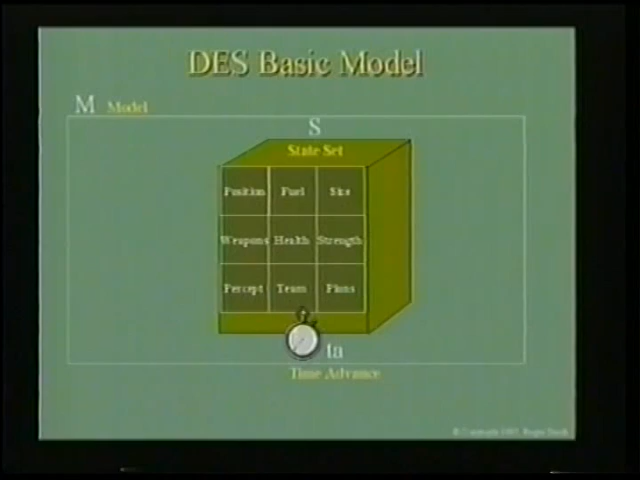 DES Basic Model
M Model
S
State Set
Position Fuel Size
Weapons Health Strength
Percept Team Plans
ta
Time Advance